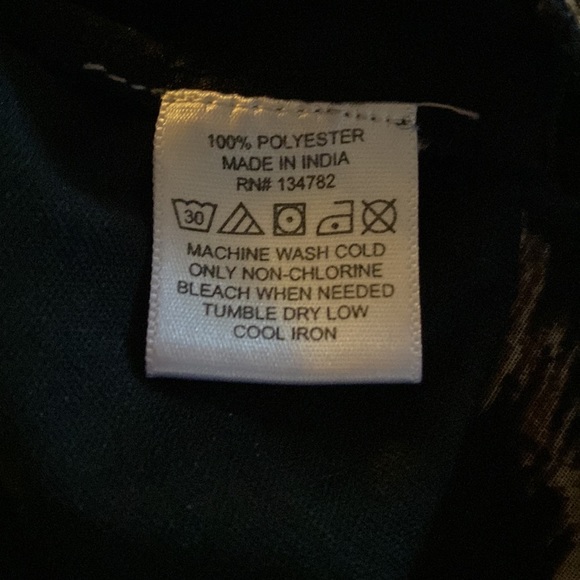 100% POLYESTER
MADE IN INDIA
RN# 134782
30
MACHINE WASH COLD
ONLY NON-CHLORINE
BLEACH WHEN NEEDED
TUMBLE DRY LOW
COOL IRON